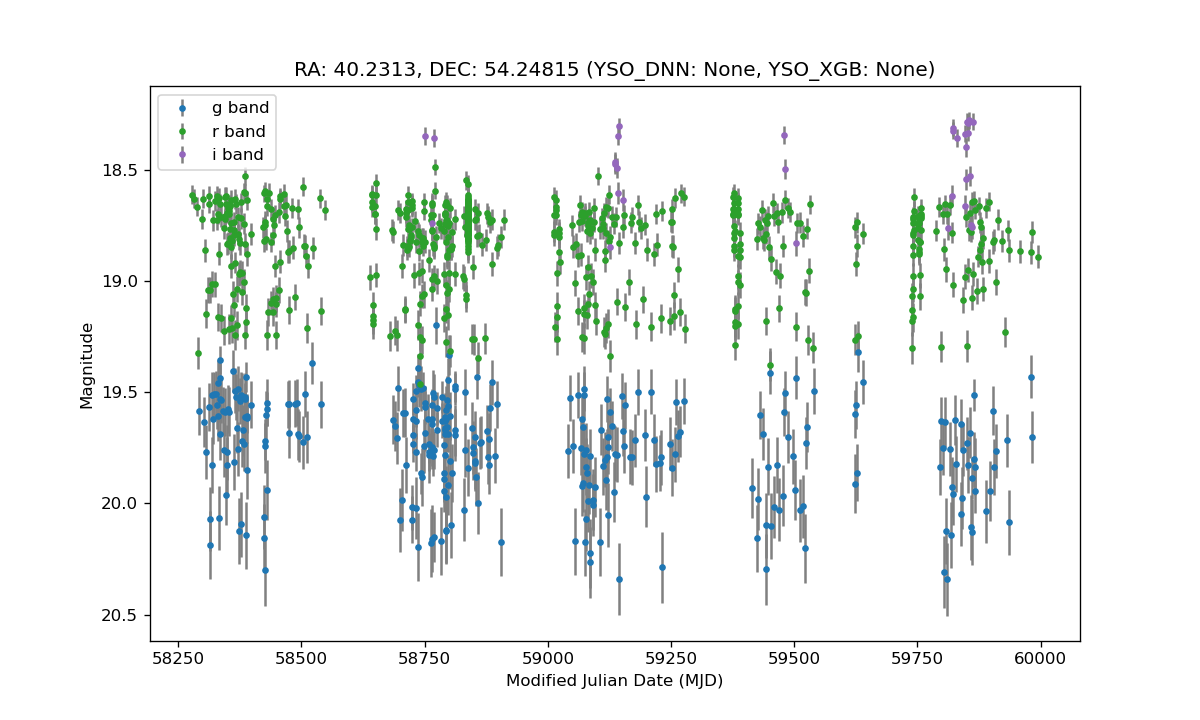 RA: 40.2313, DEC: 54.24815 (YSO_DNN: None, YSO_XGB: None)
g band
r band
i band
18.5
19.0
19.5
20.0
20.5
Magnitude
58250 58500 58750 59000 59250 59500 59750 60000
Modified Julian Date (MJD)